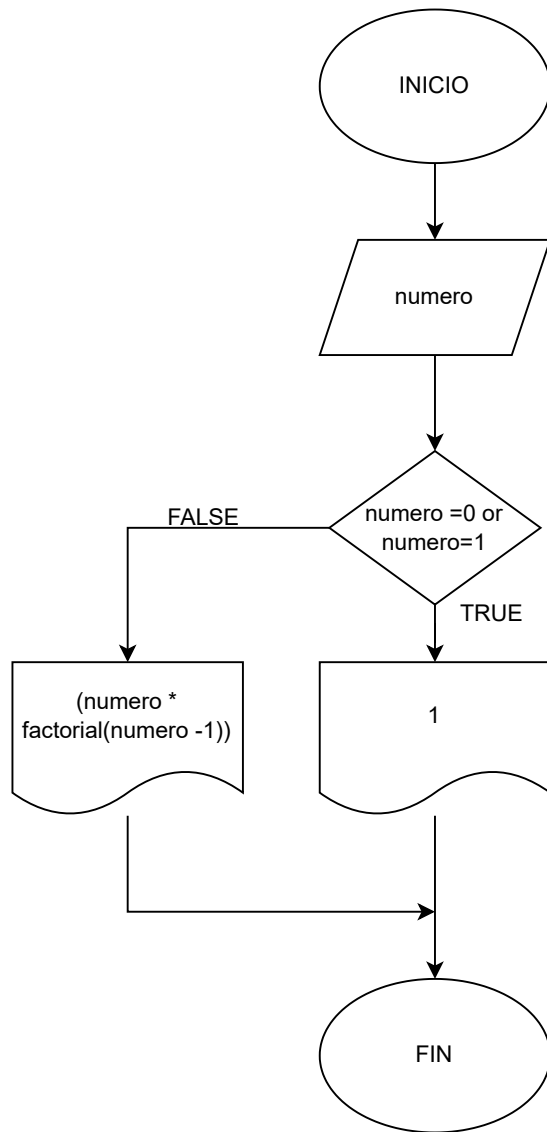 INICIO
numero
numero =0 or
numero=1
FALSE
TRUE
(numero *
factorial(numero -1))
1
FIN